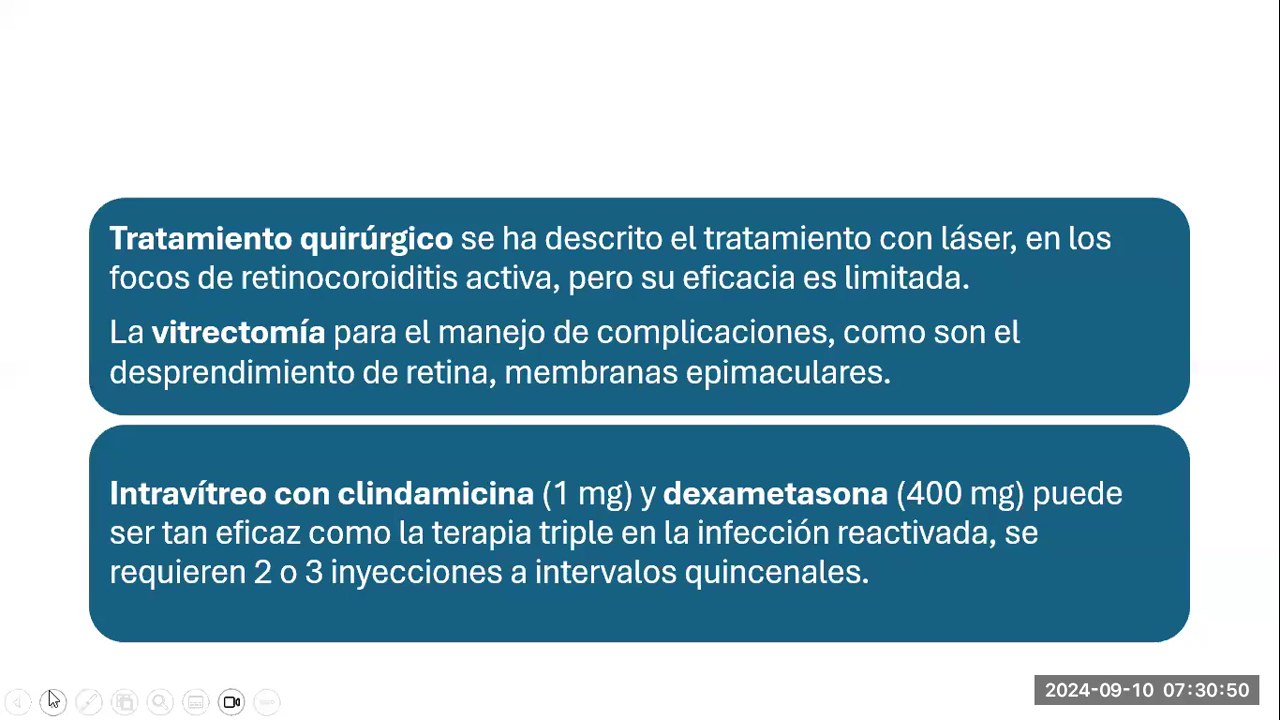 Tratamiento quirúrgico se ha descrito el tratamiento con láser, en los
focos de retinocoroiditis activa, pero su eficacia es limitada.
La vitrectomía para el manejo de complicaciones, como son el
desprendimiento de retina, membranas epimaculares.
Intravítreo con clindamicina (1 mg) y dexametasona (400 mg) puede
ser tan eficaz como la terapia triple en la infección reactivada, se
requieren 2 o 3 inyecciones a intervalos quincenales.
2024-09-10 07:30:50